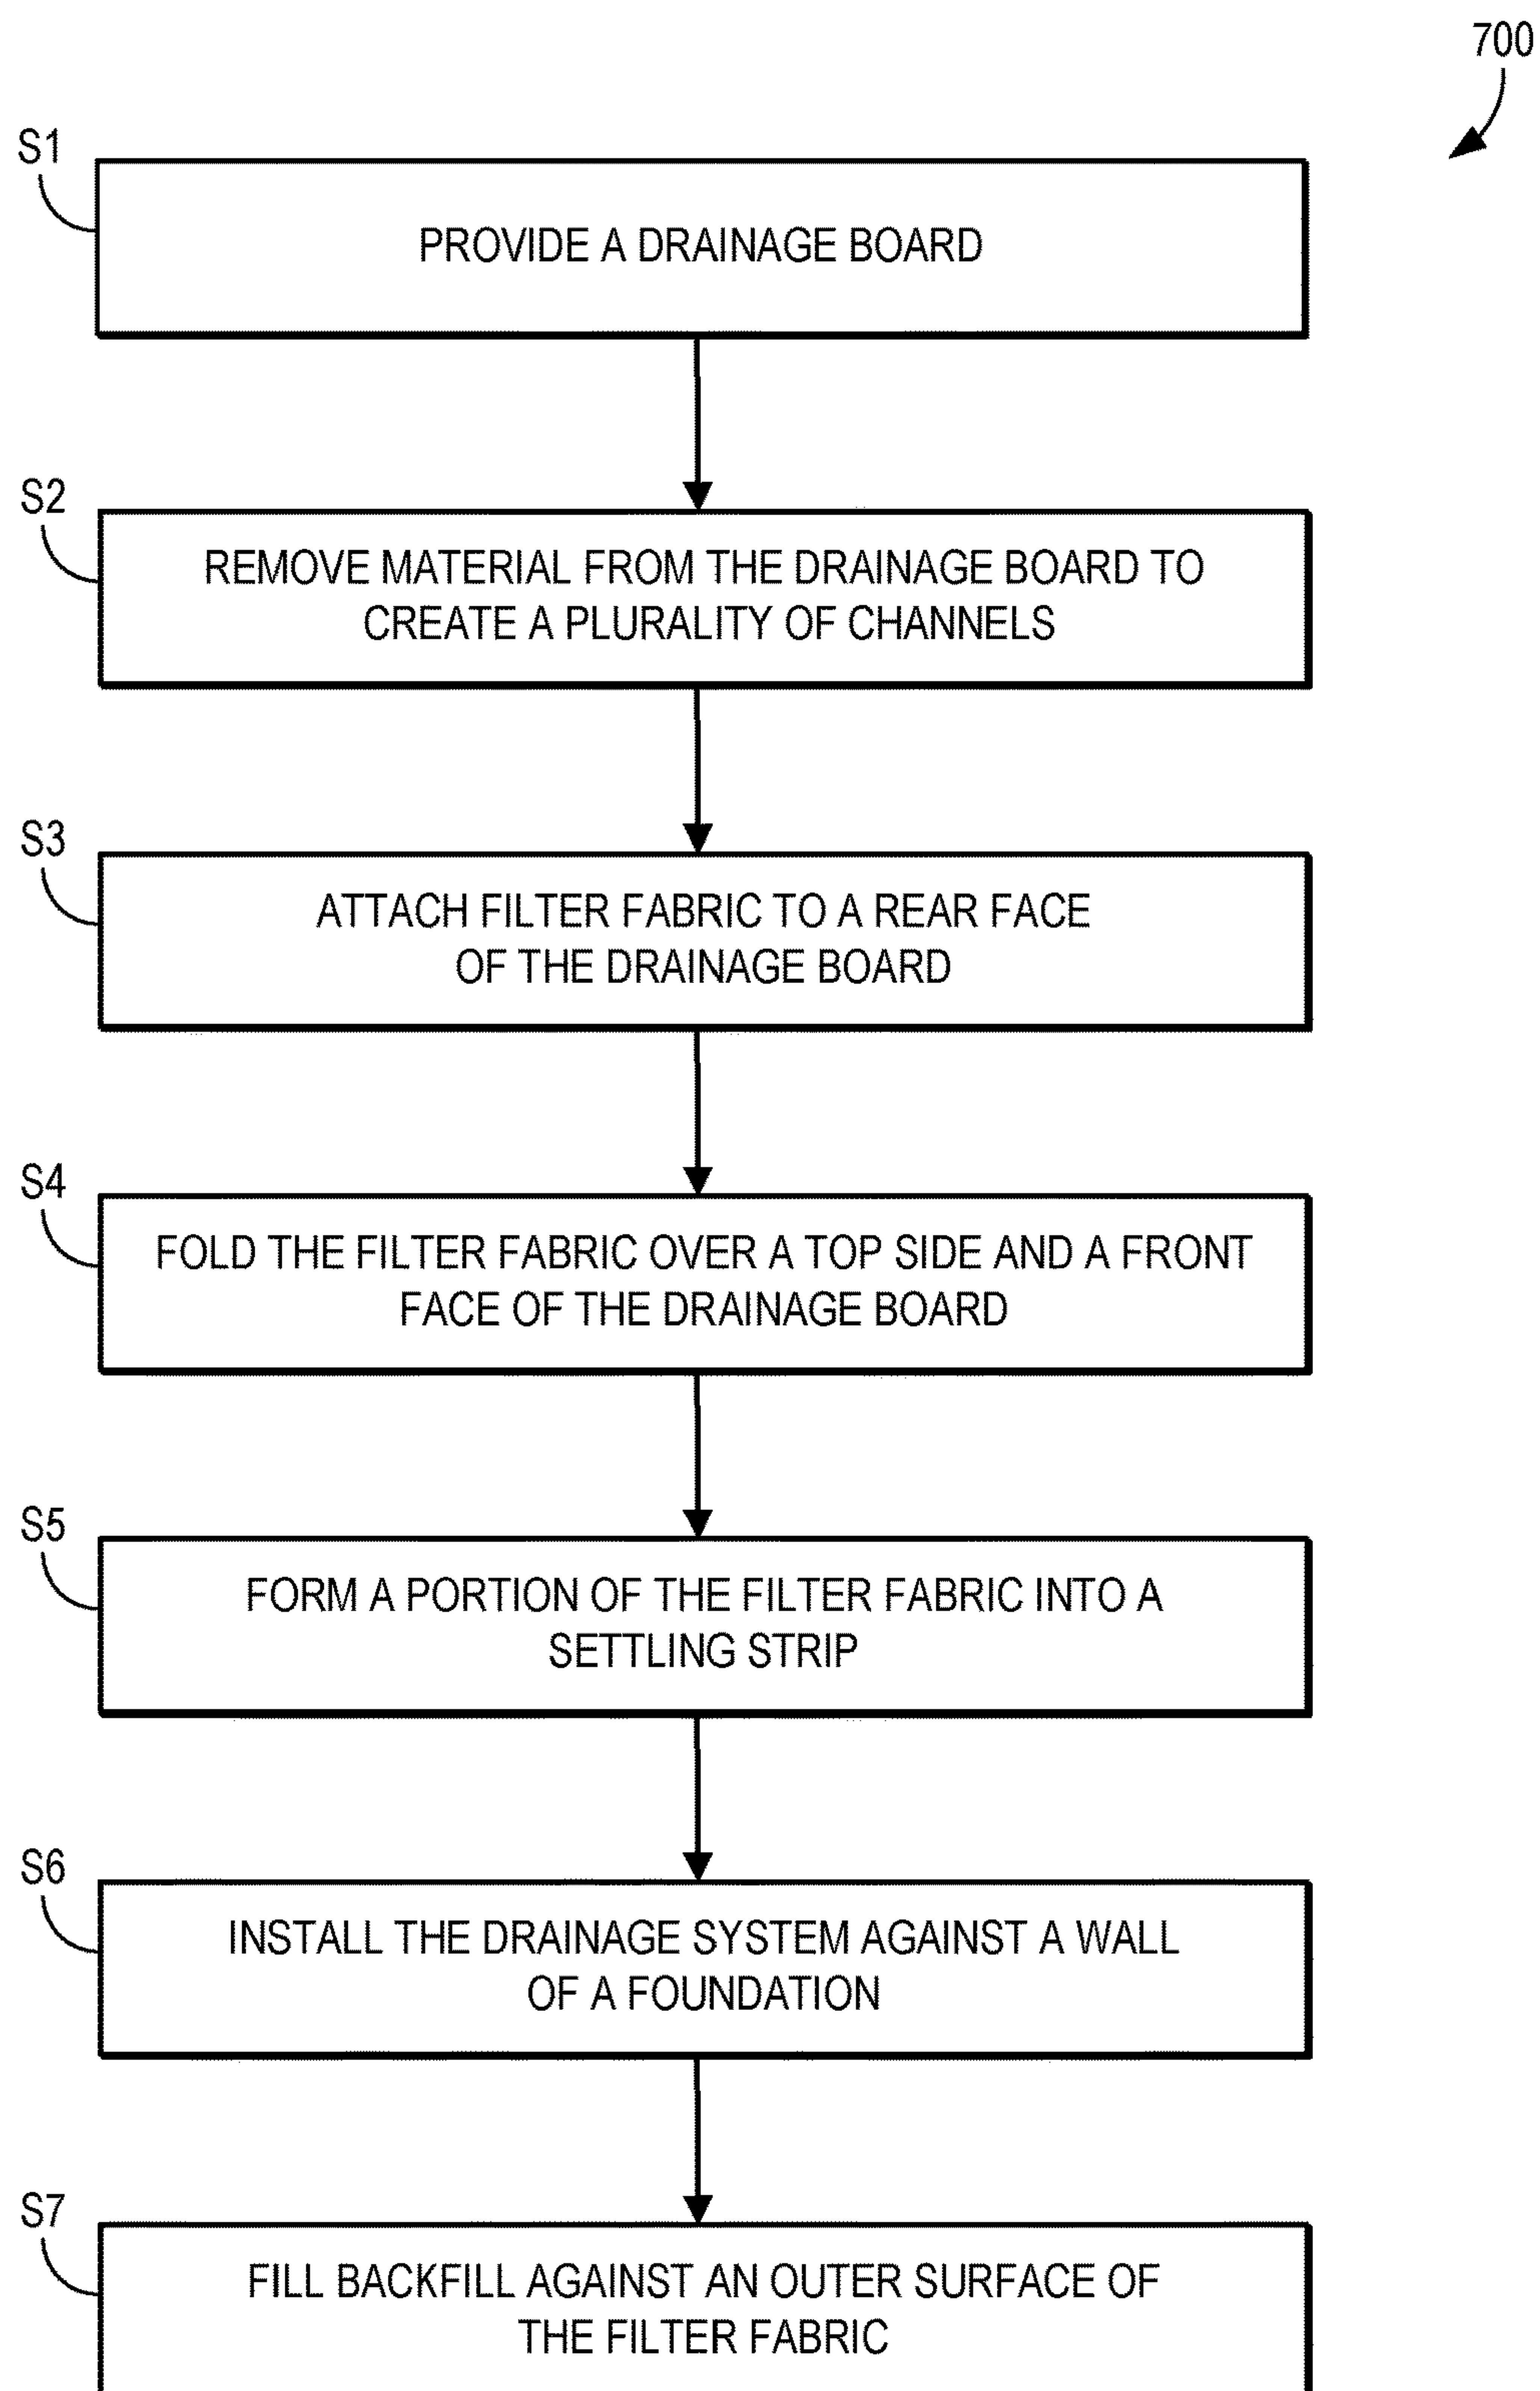 700
S1
PROVIDE A DRAINAGE BOARD
S2
REMOVE MATERIAL FROM THE DRAINAGE BOARD TO
CREATE A PLURALITY OF CHANNELS
S3
ATTACH FILTER FABRIC TO A REAR FACE
OF THE DRAINAGE BOARD
S4
FOLD THE FILTER FABRIC OVER A TOP SIDE AND A FRONT
FACE OF THE DRAINAGE BOARD
S5
FORM A PORTION OF THE FILTER FABRIC INTO A
SETTLING STRIP
S6
INSTALL THE DRAINAGE SYSTEM AGAINST A WALL
OF A FOUNDATION
S7
FILL BACKFILL AGAINST AN OUTER SURFACE OF
THE FILTER FABRIC